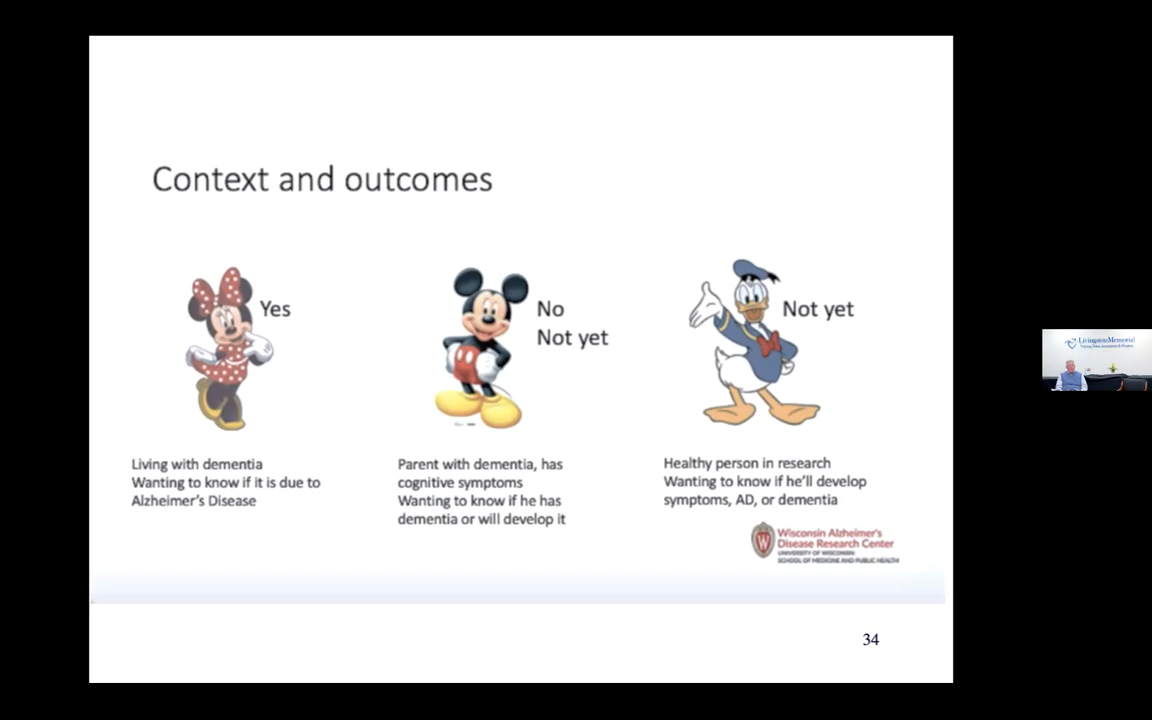 Context and outcomes
Yes
No
Not yet
Not yet
Living with dementia
Wanting to know if it is due to
Alzheimer's Disease
Parent with dementia, has
cognitive symptoms
Wanting to know if he has
dementia or will develop it
Healthy person in research
Wanting to know if he'll develop
symptoms, AD, or dementia
W
Wisconsin Alzheimer's
Disease Research Center
UNIVERSITY OF WISCONSIN
SCHOOL OF MEDICINE AND PUBLIC HEALTH
34
LivingstonMemorial